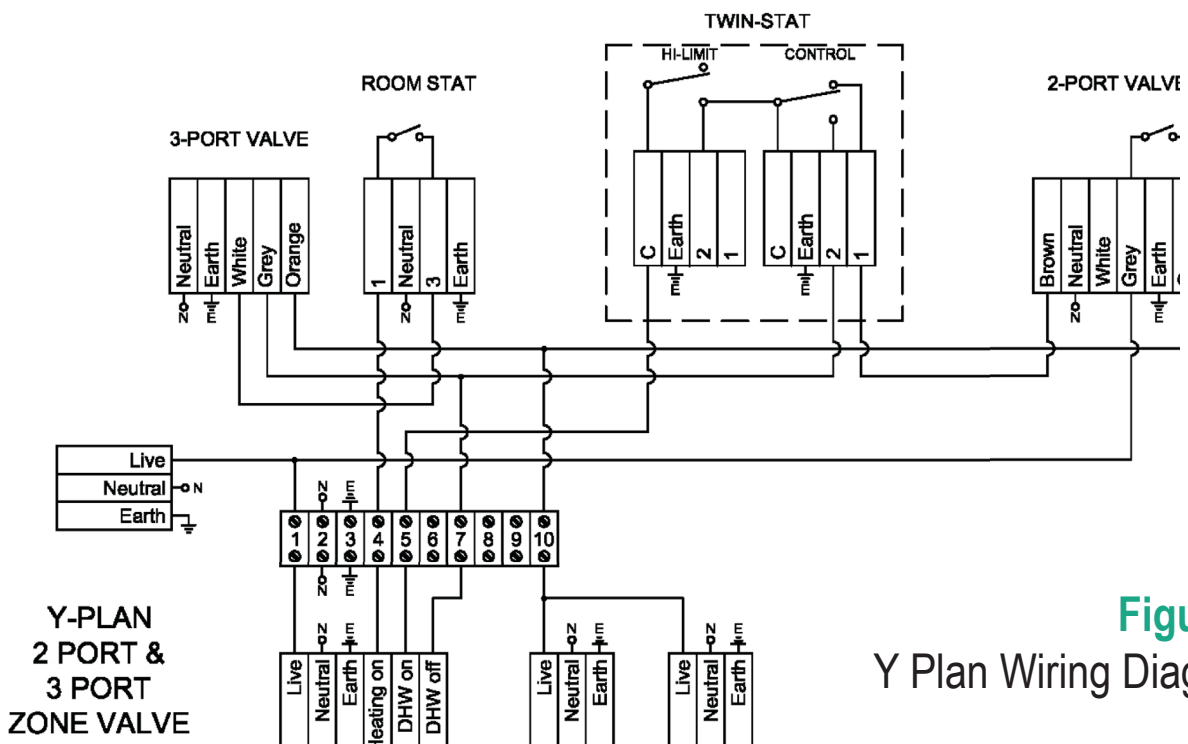 TWIN-STAT
HI-LIMIT CONTROL
ROOM STAT
2-PORT VALVE
3-PORT VALVE
Neutral Earth White Grey Orange
1 Neutral 3 Earth
C Earth 2 1
C Earth 2 1
Brown Neutral White Grey Earth
N E N E E E N E
Live
Neutral N
Earth
N E
1 2 3 4 5 6 7 8 9 10
N E
Y-PLAN
2 PORT &
3 PORT
ZONE VALVE
N E N E N E
Live Neutral Earth Heating on DHW on DHW off
Live Neutral Earth
Live Neutral Earth
Figu
Y Plan Wiring Diag